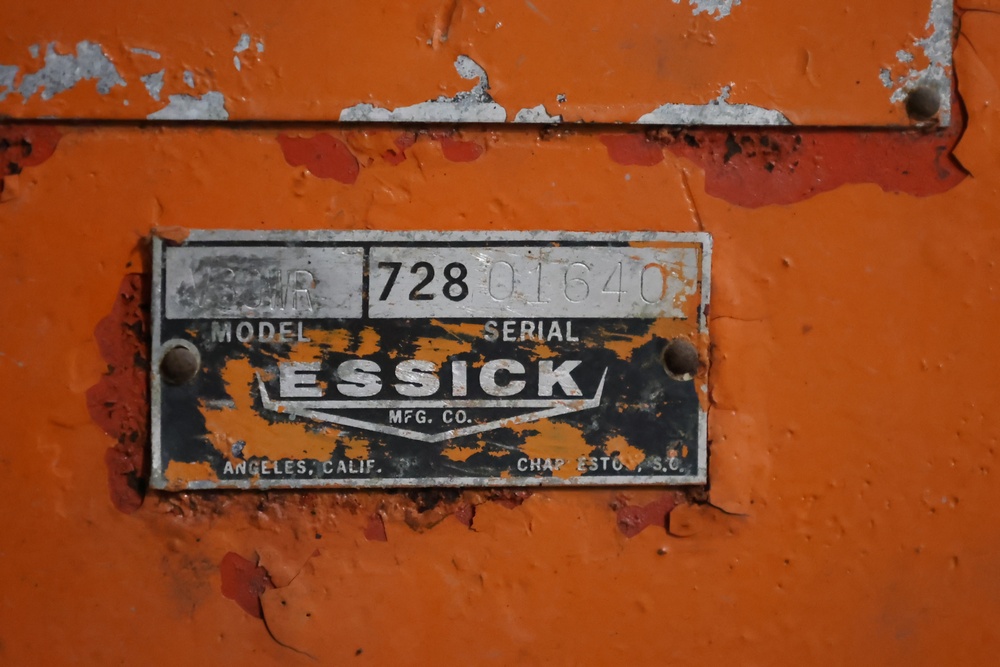 728 01640
MODEL SERIAL
ESSICK
MFG. CO.
ANGELES, CALIF. S.C.